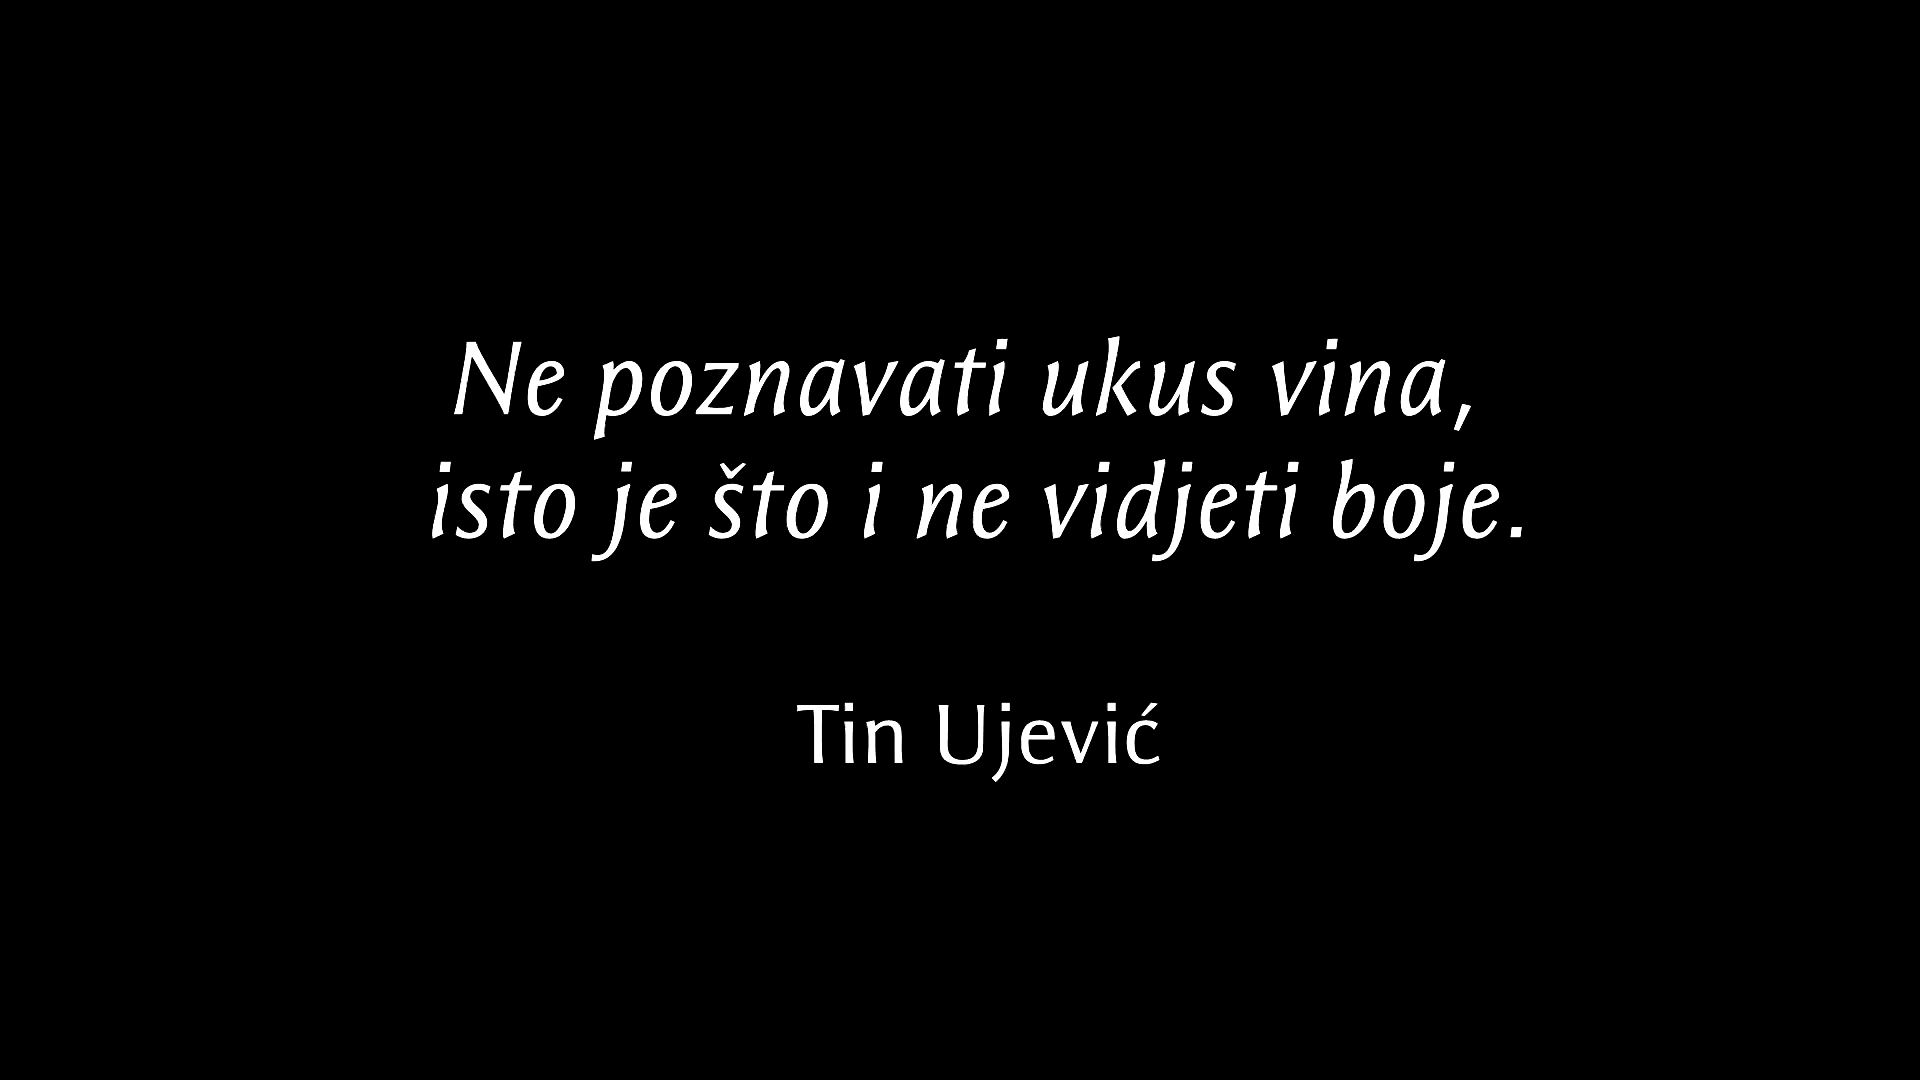 Ne poznavati ukus vina,
isto je što i ne vidjeti boje.
Tin Ujević